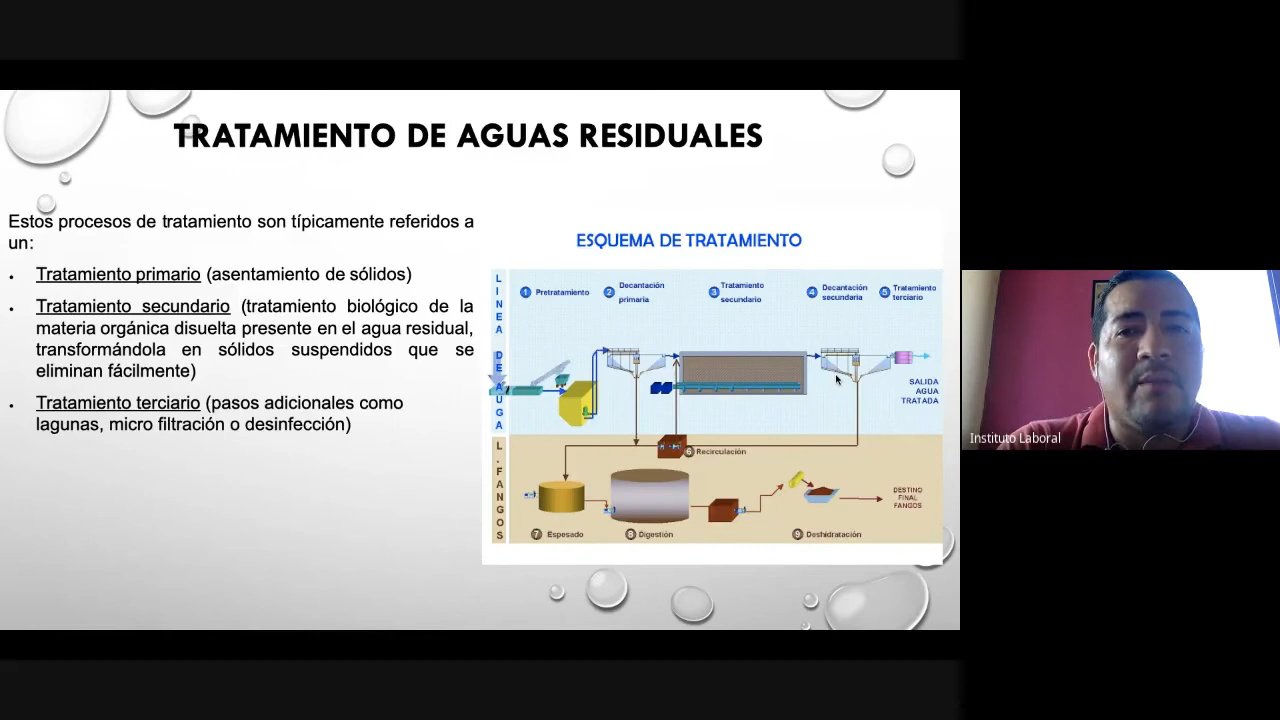 TRATAMIENTO DE AGUAS RESIDUALES
Estos procesos de tratamiento son típicamente referidos a
un:
• Tratamiento primario (asentamiento de sólidos)
• Tratamiento secundario (tratamiento biológico de la
materia orgánica disuelta presente en el agua residual,
transformándola en sólidos suspendidos que se
eliminan fácilmente)
• Tratamiento terciario (pasos adicionales como
lagunas, micro filtración o desinfección)
ESQUEMA DE TRATAMIENTO
LINEA DE AUGA
1 Pretratamiento
2 Decantación
primaria
3 Tratamiento
secundario
4 Decantación
secundaria
5 Tratamiento
terciario
SALIDA
AGUA
TRATADA
L. FANGOS
6 Recirculación
7 Espesado
8 Digestión
9 Deshidratación
DESTINO
FINAL
FANGOS
Instituto Laboral